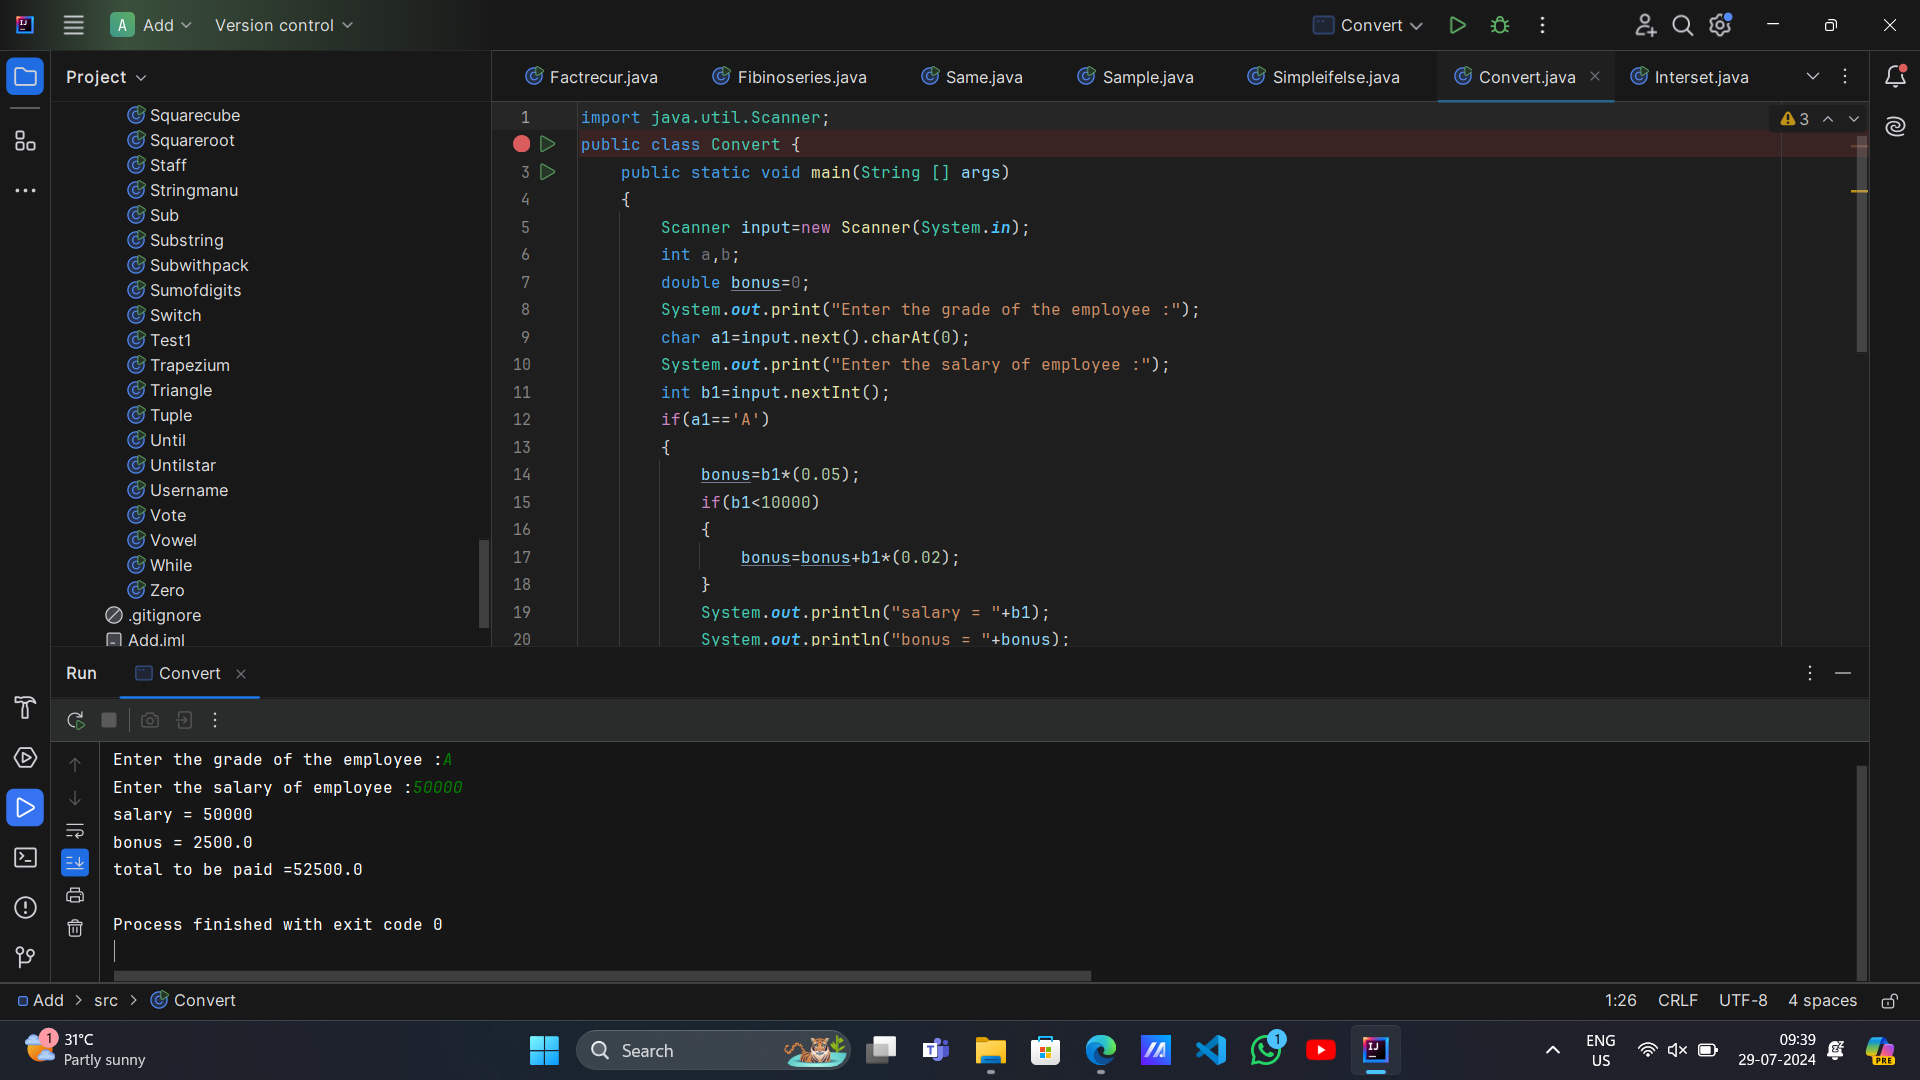 A Add Version control Convert
Project
Factrecur.java Fibinoseries.java Same.java Sample.java Simpleifelse.java Convert.java Interset.java
Squarecube
Squareroot
Staff
Stringmanu
Sub
Substring
Subwithpack
Sumofdigits
Switch
Test1
Trapezium
Triangle
Tuple
Until
Untilstar
Username
Vote
Vowel
While
Zero
.gitignore
Add.iml
3
1 import java.util.Scanner;
public class Convert {
3 public static void main(String [] args)
4 {
5 Scanner input=new Scanner(System.in);
6 int a,b;
7 double bonus=0;
8 System.out.print("Enter the grade of the employee :");
9 char a1=input.next().charAt(0);
10 System.out.print("Enter the salary of employee :");
11 int b1=input.nextInt();
12 if(a1=='A')
13 {
14 bonus=b1*(0.05);
15 if(b1<10000)
16 {
17 bonus=bonus+b1*(0.02);
18 }
19 System.out.println("salary = "+b1);
20 System.out.println("bonus = "+bonus);
Run Convert
Enter the grade of the employee :A
Enter the salary of employee :50000
salary = 50000
bonus = 2500.0
total to be paid =52500.0
Process finished with exit code 0
Add > src > Convert 1:26 CRLF UTF-8 4 spaces
1 31°C
Partly sunny
Search
1
ENG
US
09:39
29-07-2024
PRE